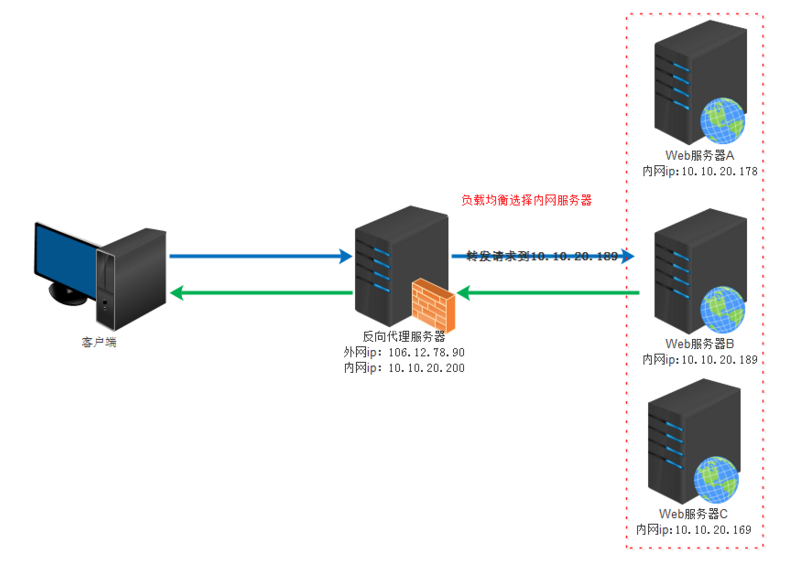 Web服务器A
内网ip:10.10.20.178
负载均衡选择内网服务器
转发请求到10.10.20.189
客户端
反向代理服务器
外网ip: 106.12.78.90
内网ip: 10.10.20.200
Web服务器B
内网ip:10.10.20.189
Web服务器C
内网ip:10.10.20.169